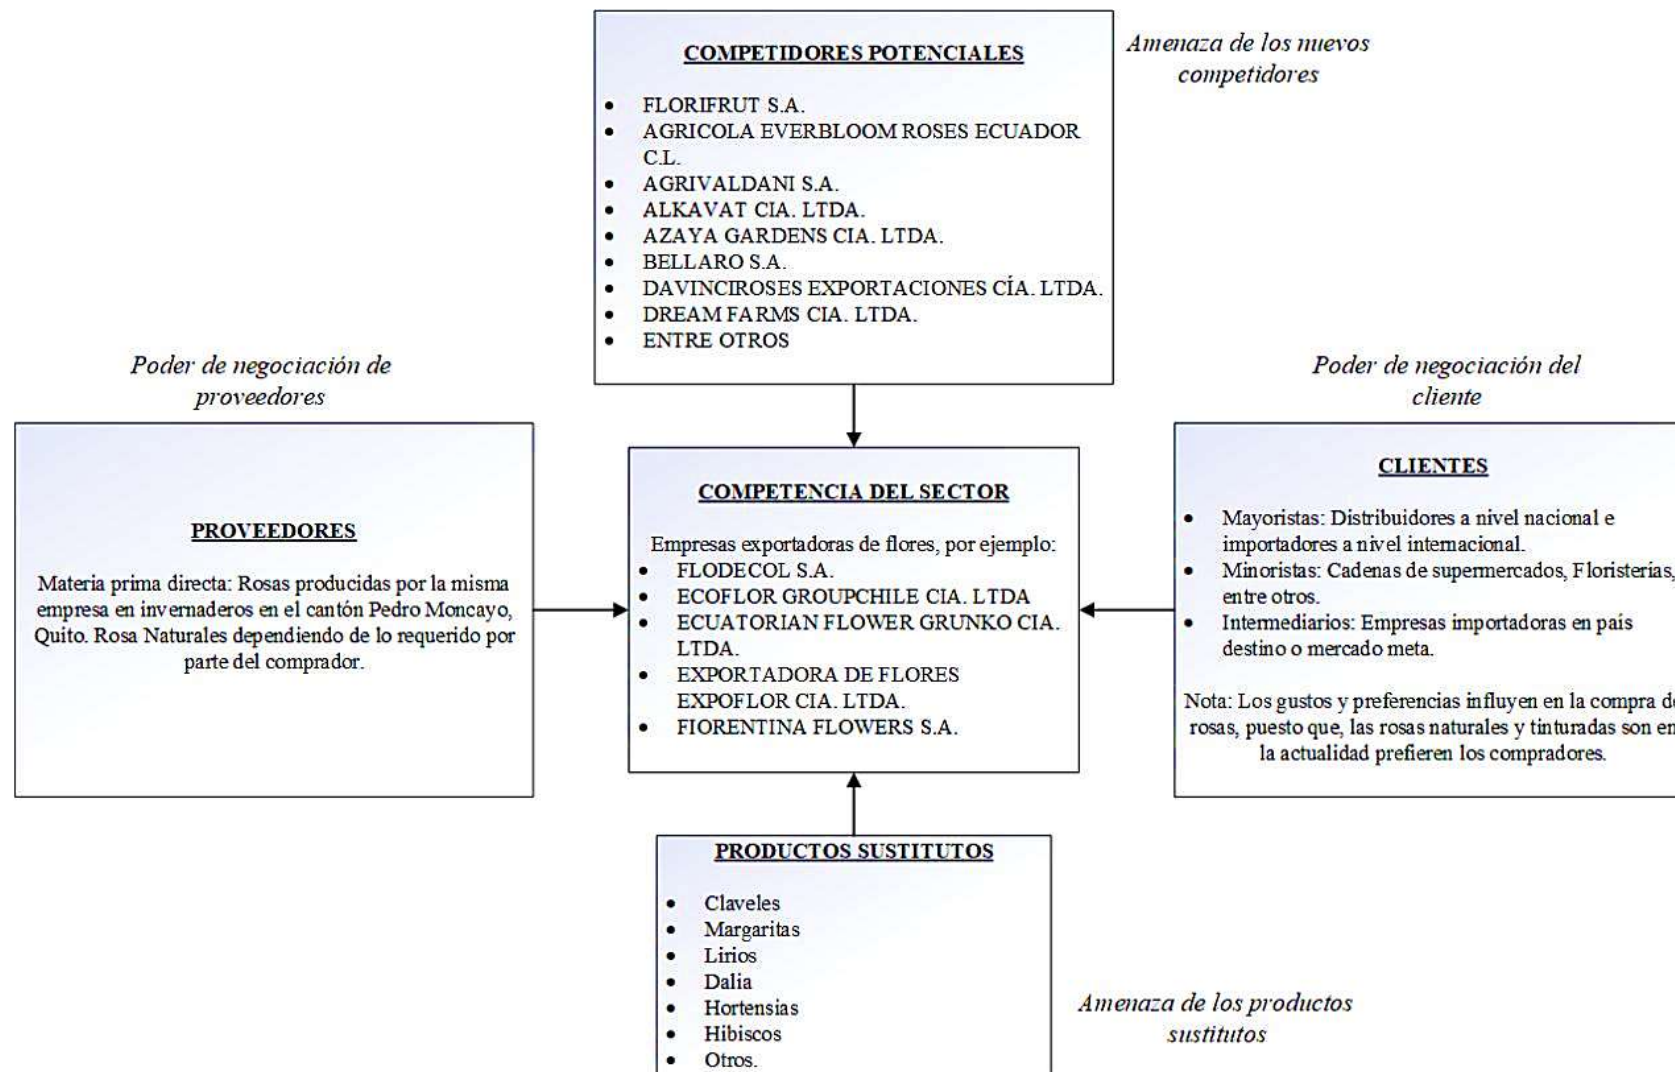 COMPETIDORES POTENCIALES
• FLORIFRUT S.A.
• AGRICOLA EVERBLOOM ROSES ECUADOR
C.L.
• AGRIVALDANI S.A.
• ALKAVAT CIA. LTDA.
• AZAYA GARDENS CIA. LTDA.
• BELLARO S.A.
• DAVINCIROSES EXPORTACIONES CÍA. LTDA.
• DREAM FARMS CIA. LTDA.
• ENTRE OTROS
Amenaza de los nuevos
competidores
Poder de negociación de
proveedores
PROVEEDORES
Materia prima directa: Rosas producidas por la misma
empresa en invernaderos en el cantón Pedro Moncayo,
Quito. Rosa Naturales dependiendo de lo requerido por
parte del comprador.
COMPETENCIA DEL SECTOR
Empresas exportadoras de flores, por ejemplo:
• FLODECOL S.A.
• ECOFLOR GROUPCHILE CIA. LTDA
• ECUATORIAN FLOWER GRUNKO CIA.
LTDA.
• EXPORTADORA DE FLORES
EXPOFLOR CIA. LTDA.
• FIORENTINA FLOWERS S.A.
Poder de negociación del
cliente
CLIENTES
• Mayoristas: Distribuidores a nivel nacional e
importadores a nivel internacional.
• Minoristas: Cadenas de supermercados, Floristerías,
entre otros.
• Intermediarios: Empresas importadoras en país
destino o mercado meta.
Nota: Los gustos y preferencias influyen en la compra de
rosas, puesto que, las rosas naturales y tinturadas son en
la actualidad prefieren los compradores.
PRODUCTOS SUSTITUTOS
• Claveles
• Margaritas
• Lirios
• Dalia
• Hortensias
• Hibiscos
• Otros.
Amenaza de los productos
sustitutos